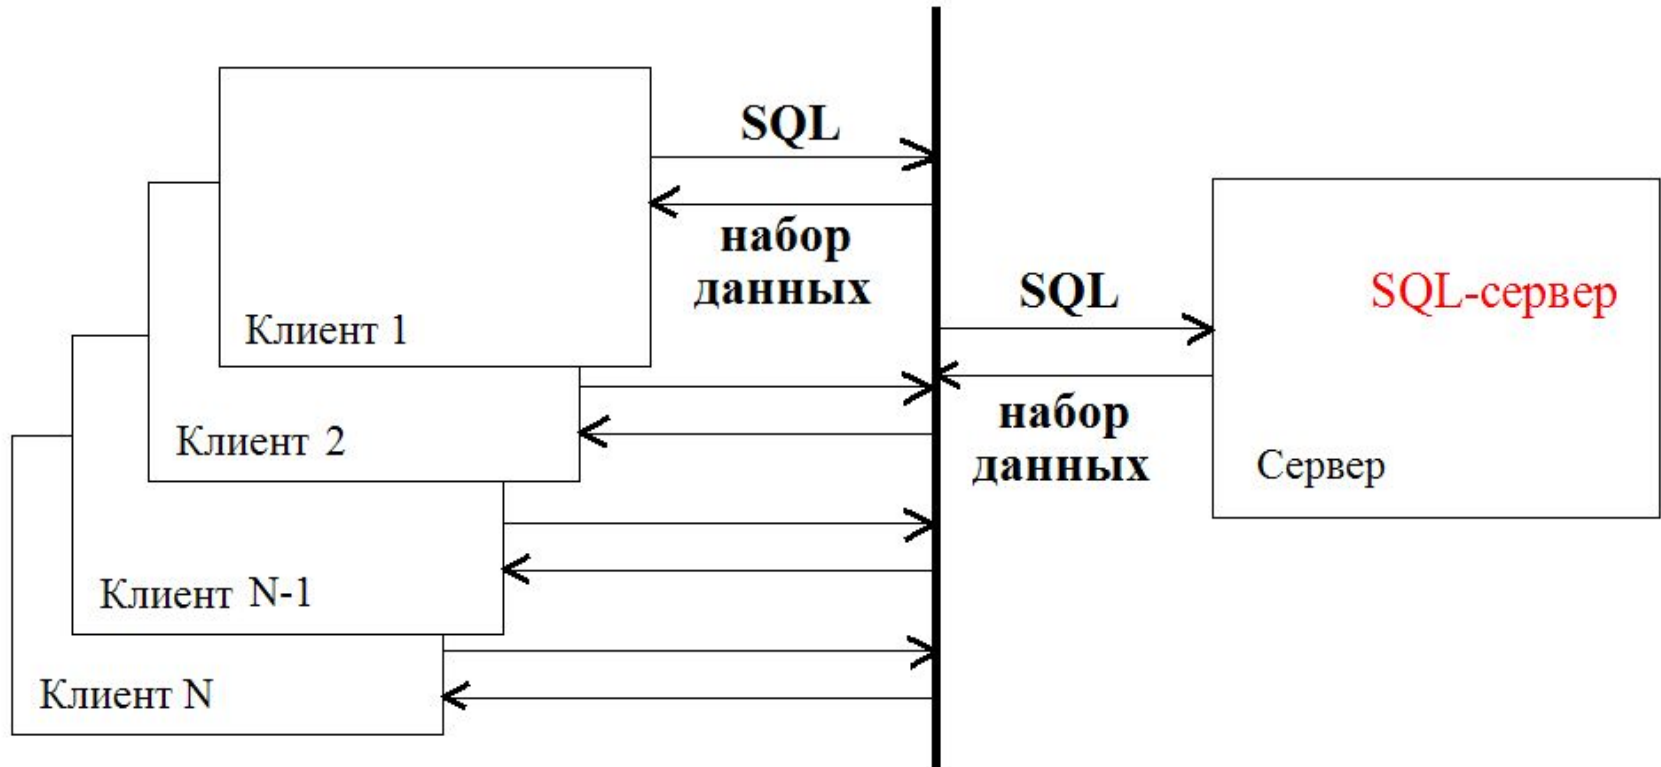 SQL
набор
данных
Клиент 1
SQL
SQL-сервер
набор
данных
Сервер
Клиент 2
Клиент N-1
Клиент N